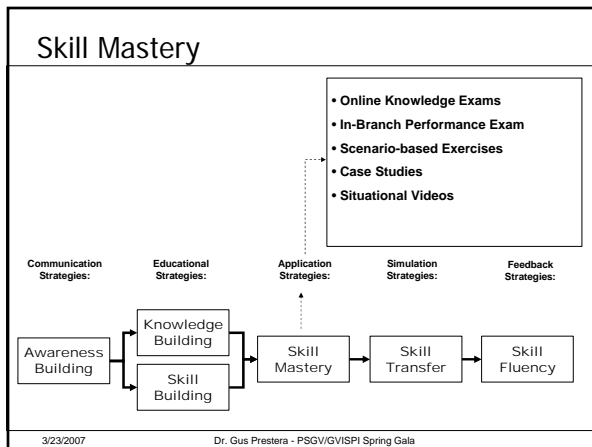 Skill Mastery
• Online Knowledge Exams
• In-Branch Performance Exam
• Scenario-based Exercises
• Case Studies
• Situational Videos
Communication
Strategies:
Educational
Strategies:
Application
Strategies:
Simulation
Strategies:
Feedback
Strategies:
Awareness
Building
Knowledge
Building
Skill
Building
Skill
Mastery
Skill
Transfer
Skill
Fluency
3/23/2007
Dr. Gus Prestera - PSGV/GVISPI Spring Gala